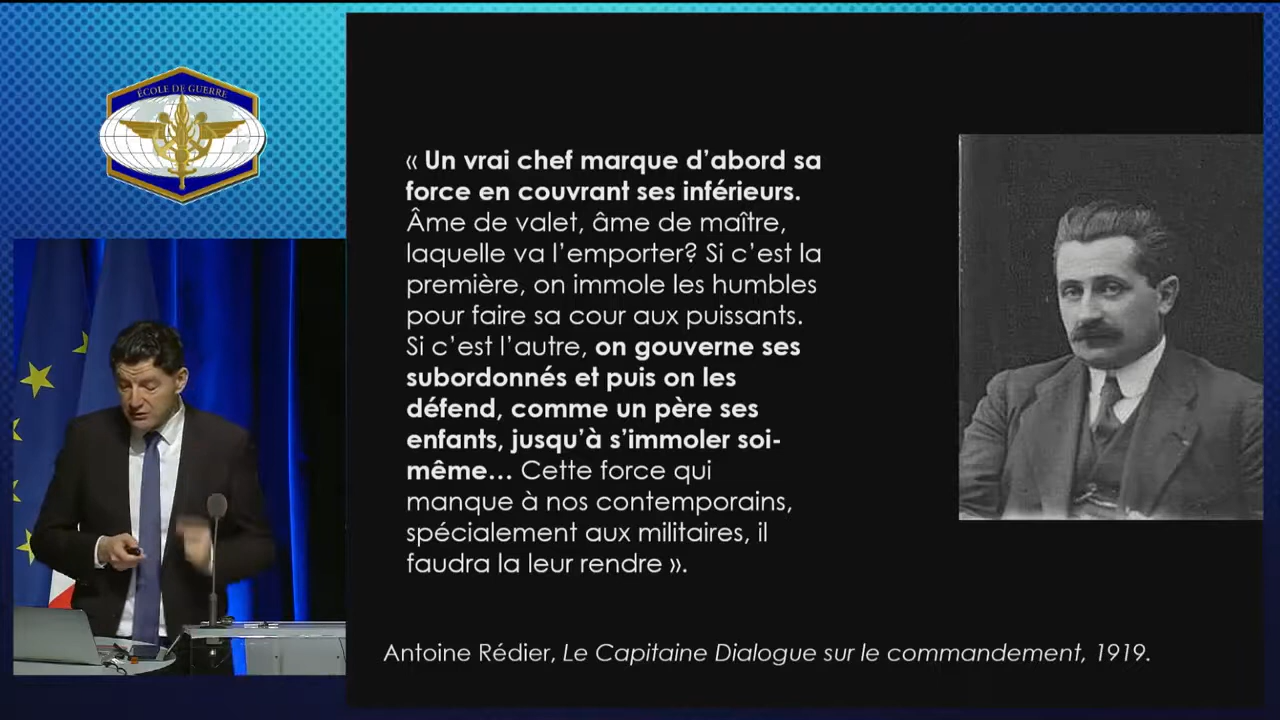 ÉCOLE DE GUERRE
« Un vrai chef marque d’abord sa
force en couvrant ses inférieurs.
Âme de valet, âme de maître,
laquelle va l’emporter? Si c’est la
première, on immole les humbles
pour faire sa cour aux puissants.
Si c’est l’autre, on gouverne ses
subordonnés et puis on les
défend, comme un père ses
enfants, jusqu’à s’immoler soi-
même... Cette force qui
manque à nos contemporains,
spécialement aux militaires, il
faudra la leur rendre ».
Antoine Rédier, Le Capitaine Dialogue sur le commandement, 1919.